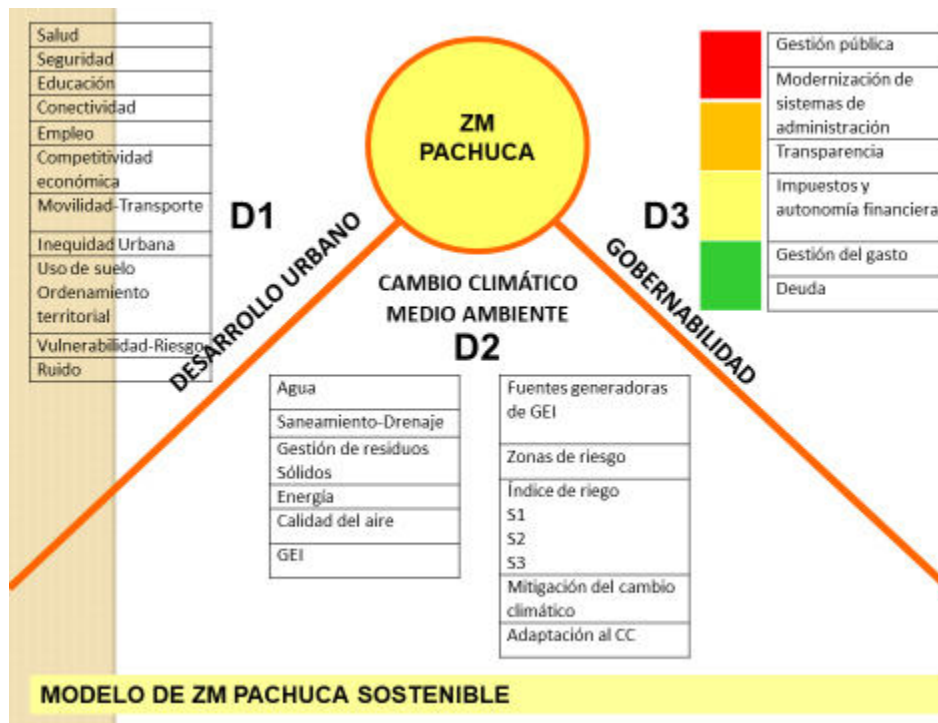 Salud
Seguridad
Educación
Conectividad
Empleo
Competitividad
económica
Movilidad-Transporte
Inequidad Urbana
Uso de suelo
Ordenamiento
territorial
Vulnerabilidad-Riesgo
Ruido
D1
DESARROLLO URBANO
ZM
PACHUCA
CAMBIO CLIMÁTICO
MEDIO AMBIENTE
D2
Agua
Saneamiento-Drenaje
Gestión de residuos
Sólidos
Energía
Calidad del aire
GEI
Fuentes generadoras
de GEI
Zonas de riesgo
Índice de riego
S1
S2
S3
Mitigación del cambio
climático
Adaptación al CC
D3
GOBERNABILIDAD
Gestión pública
Modernización de
sistemas de
administración
Transparencia
Impuestos y
autonomía financiera
Gestión del gasto
Deuda
MODELO DE ZM PACHUCA SOSTENIBLE